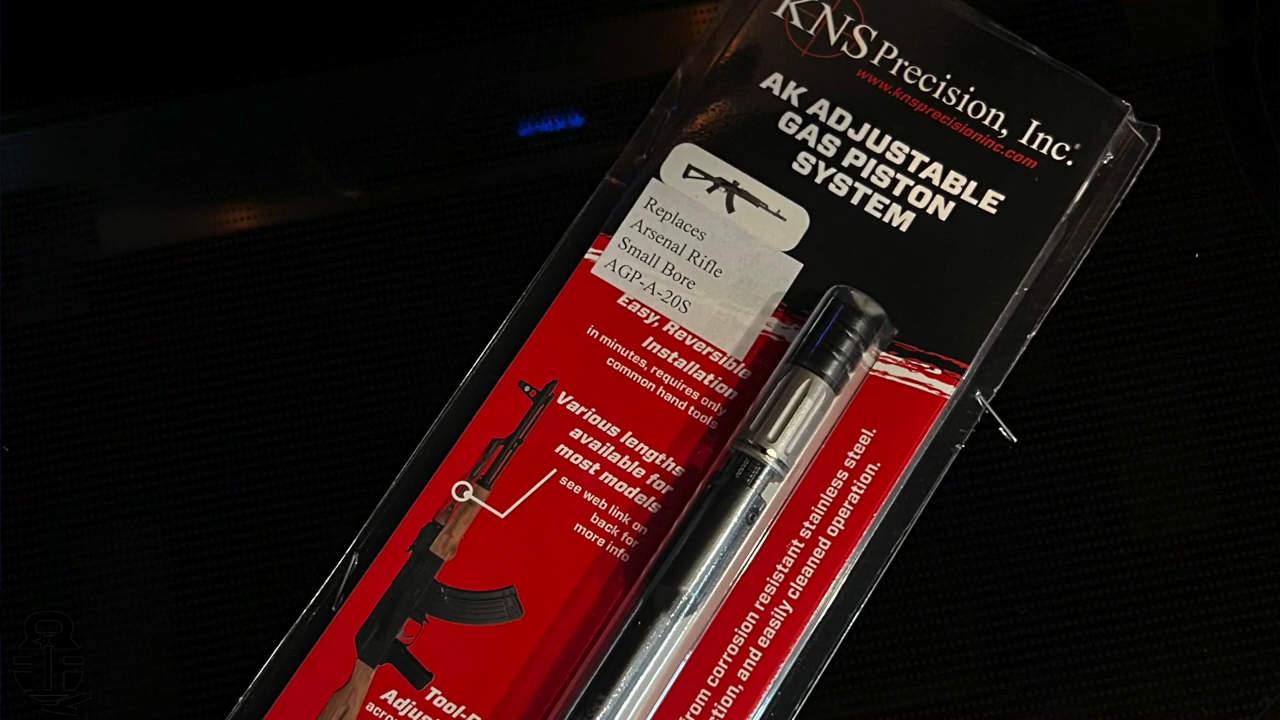 KNS Precision, Inc.
www.knsprecisioninc.com
AK ADJUSTABLE
GAS PISTON
SYSTEM
Replaces
Arsenal Rifle
Small Bore
AGP-A-20S
Easy, Reversible
Installation
in minutes, requires only
common hand tools
Various lengths
available for
most models
see web link on
back for
more info
from corrosion resistant stainless steel.
and easily cleaned operation.